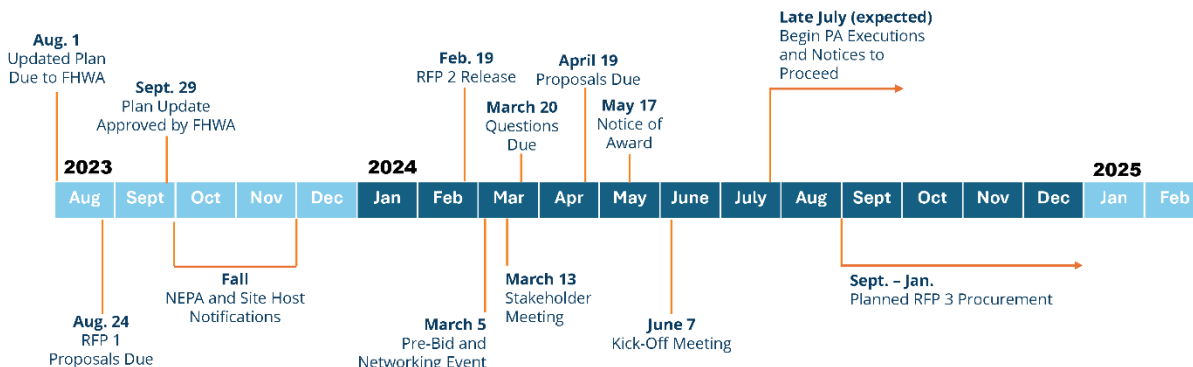 Aug. 1
Updated Plan
Due to FHWA
Sept. 29
Plan Update
Approved by FHWA
Feb. 19
RFP 2 Release
March 20
Questions
Due
April 19
Proposals Due
May 17
Notice of
Award
Late July (expected)
Begin PA Executions
and Notices to
Proceed
2023
2024
2025
Aug
Sept
Oct
Nov
Dec
Jan
Feb
Mar
Apr
May
June
July
Aug
Sept
Oct
Nov
Dec
Jan
Feb
Aug. 24
RFP 1
Proposals Due
Fall
NEPA and Site Host
Notifications
March 5
Pre-Bid and
Networking Event
March 13
Stakeholder
Meeting
June 7
Kick-Off Meeting
Sept. – Jan.
Planned RFP 3 Procurement